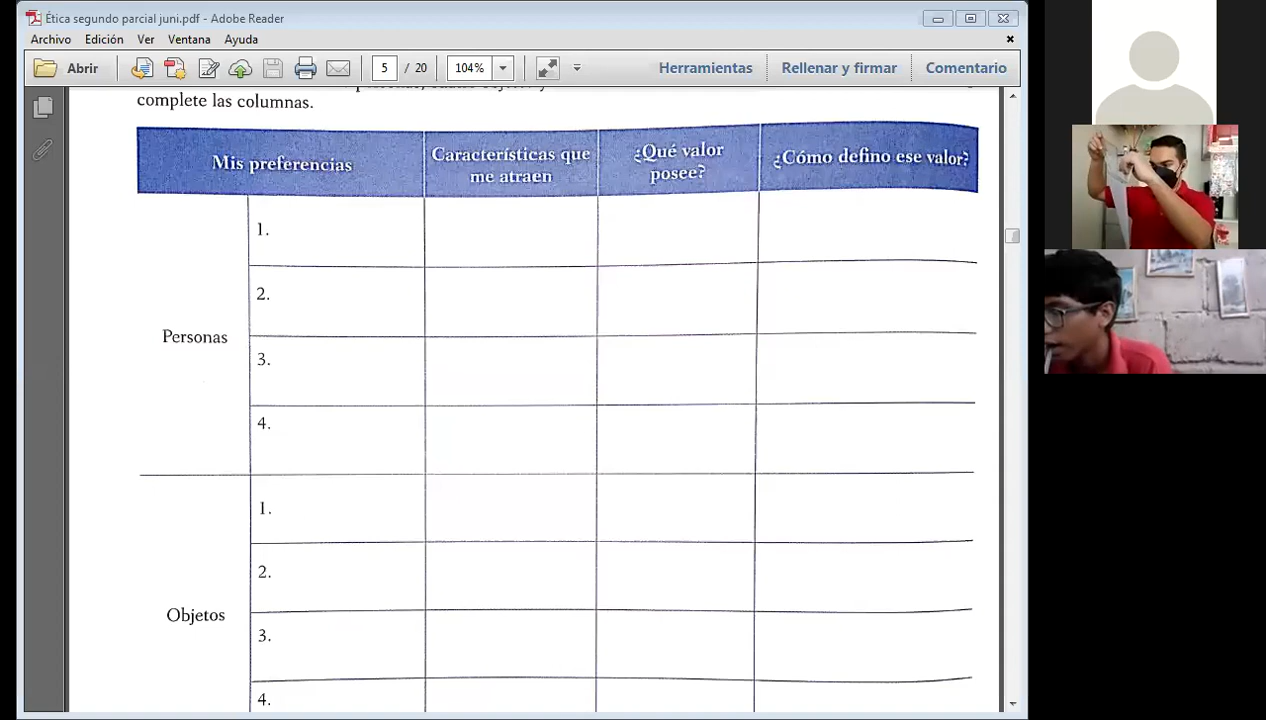 Ética segundo parcial juni.pdf - Adobe Reader
Archivo Edición Ver Ventana Ayuda
Abrir 5 / 20 104% Herramientas Rellenar y firmar Comentario
complete las columnas.
Mis preferencias
Características que me atraen
¿Qué valor posee?
¿Cómo defino ese valor?
Personas
1.
2.
3.
4.
Objetos
1.
2.
3.
4.